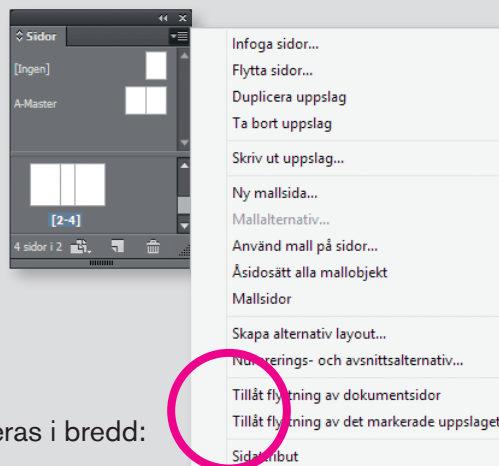 Sidor
[Ingen]
A-Master
[2-4]
4 sidor i 2
Infoga sidor...
Flytta sidor...
Duplicera uppslag
Ta bort uppslag
Skriv ut uppslag...
Ny mallsida...
Mallalternativ...
Använd mall på sidor...
Åsidosätt alla mallobjekt
Mallsidor
Skapa alternativ layout...
Numrerings- och avsnittsalternativ...
Tillåt flyttning av dokumentsidor
Tillåt flyttning av det markerade uppslaget
Sidattribut
eras i bredd: